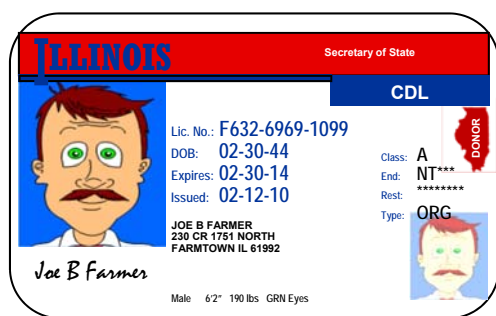 ILLINOIS
Secretary of State
CDL
Lic. No.: F632-6969-1099
DOB: 02-30-44
Expires: 02-30-14
Issued: 02-12-10
JOE B FARMER
230 CR 1751 NORTH
FARMTOWN IL 61992
Male 6'2" 190 lbs GRN Eyes
Joe B Farmer
DONOR
Class: A
End: NT***
Rest: ********
Type: ORG